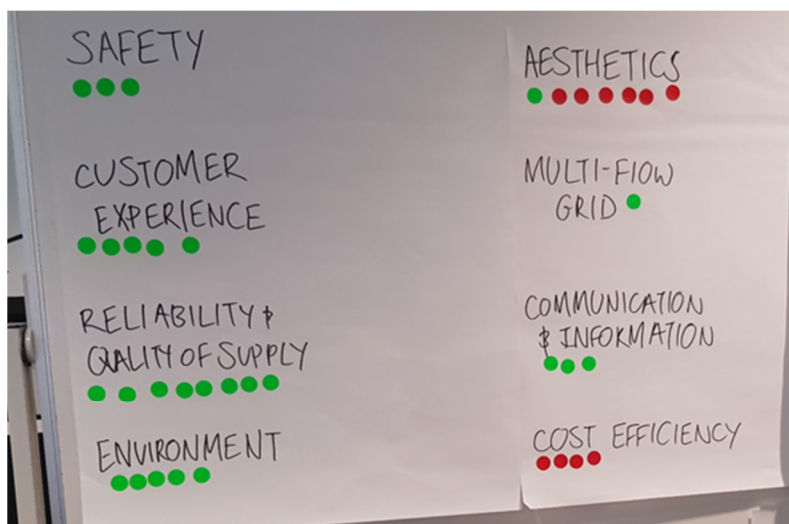 SAFETY
CUSTOMER
EXPERIENCE
RELIABILITY &
QUALITY OF SUPPLY
ENVIRONMENT
AESTHETICS
MULTI-FLOW
GRID
COMMUNICATION
& INFORMATION
COST EFFICIENCY